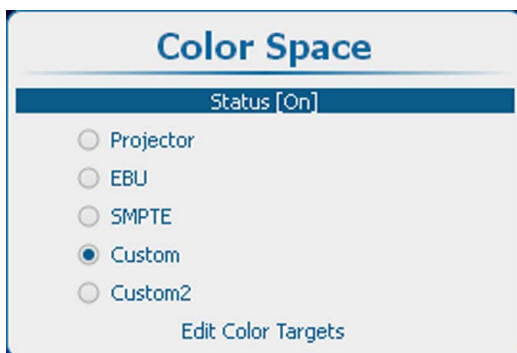 Color Space
Status [On]
Projector
EBU
SMPTE
Custom
Custom2
Edit Color Targets